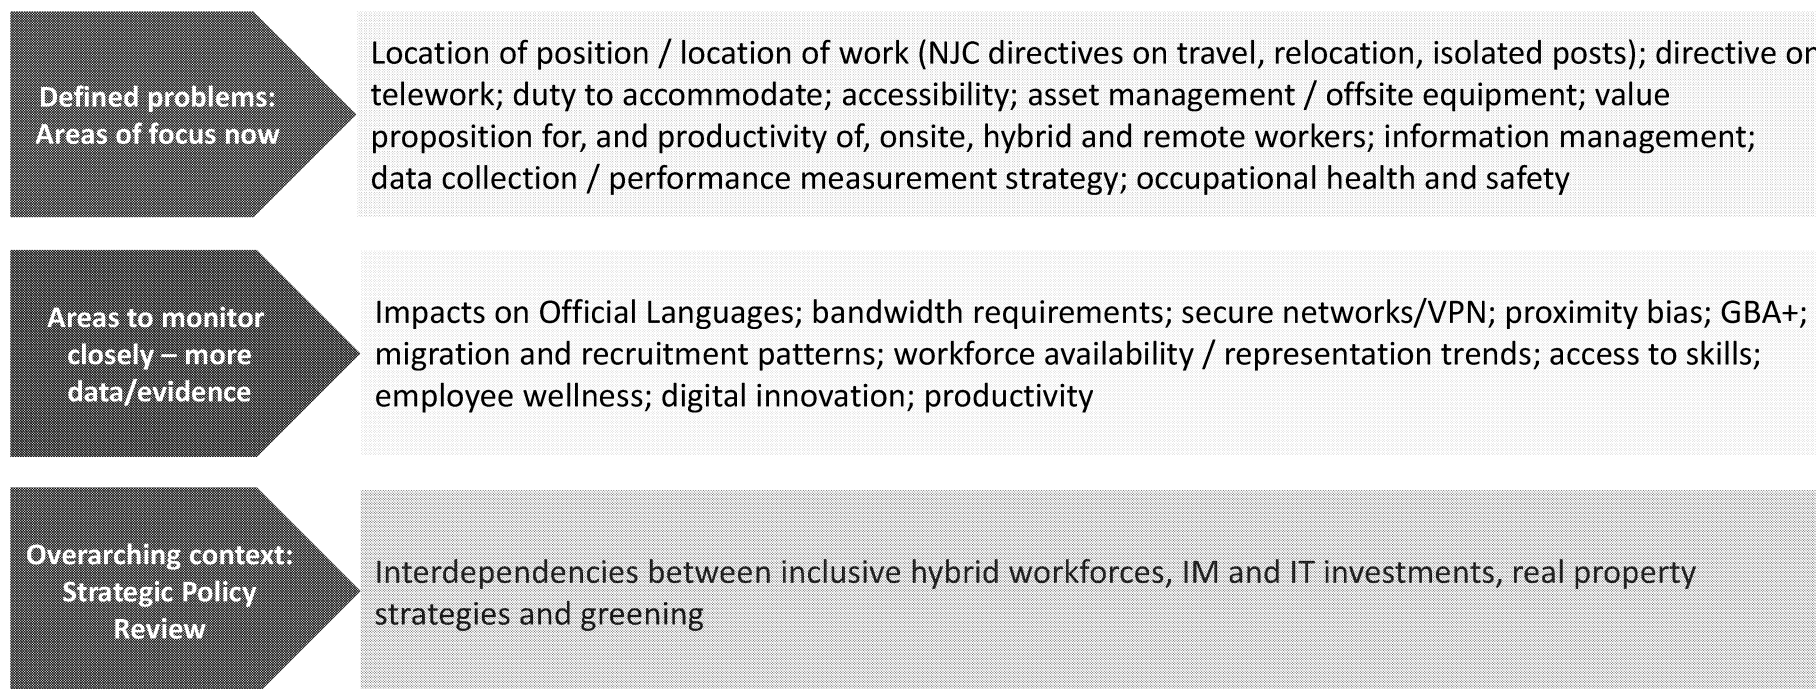 Defined problems:
Areas of focus now
Location of position / location of work (NJC directives on travel, relocation, isolated posts); directive on
telework; duty to accommodate; accessibility; asset management / offsite equipment; value
proposition for, and productivity of, onsite, hybrid and remote workers; information management;
data collection / performance measurement strategy; occupational health and safety
Areas to monitor
closely – more
data/evidence
Impacts on Official Languages; bandwidth requirements; secure networks/VPN; proximity bias; GBA+;
migration and recruitment patterns; workforce availability / representation trends; access to skills;
employee wellness; digital innovation; productivity
Overarching context:
Strategic Policy
Review
Interdependencies between inclusive hybrid workforces, IM and IT investments, real property
strategies and greening